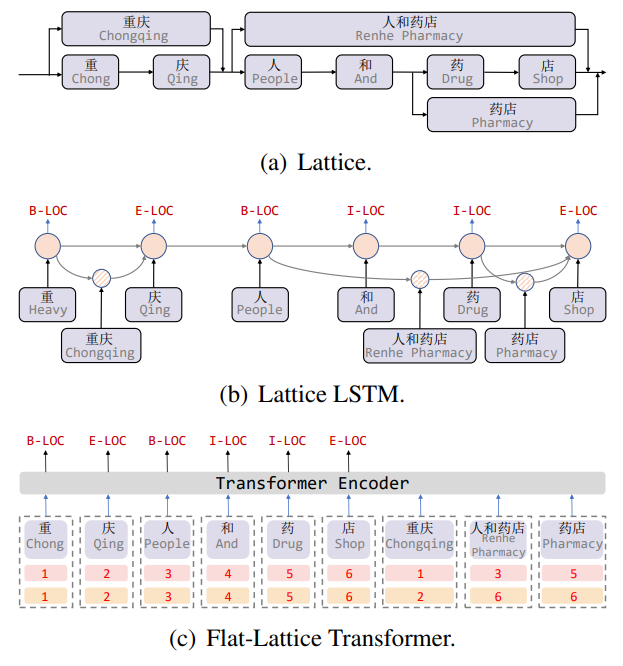 重庆
Chongqing
人和药店
Renhe Pharmacy
重
Chong
庆
Qing
人
People
和
And
药
Drug
店
Shop
药店
Pharmacy
(a) Lattice.
B-LOC E-LOC B-LOC I-LOC I-LOC E-LOC
重
Heavy
庆
Qing
人
People
和
And
药
Drug
店
Shop
重庆
Chongqing
人和药店
Renhe Pharmacy
药店
Pharmacy
(b) Lattice LSTM.
B-LOC E-LOC B-LOC I-LOC I-LOC E-LOC
Transformer Encoder
重
Chong
庆
Qing
人
People
和
And
药
Drug
店
Shop
重庆
Chongqing
人和药店
Renhe
Pharmacy
药店
Pharmacy
1 2 3 4 5 6 1 3 5
1 2 3 4 5 6 2 6 6
(c) Flat-Lattice Transformer.